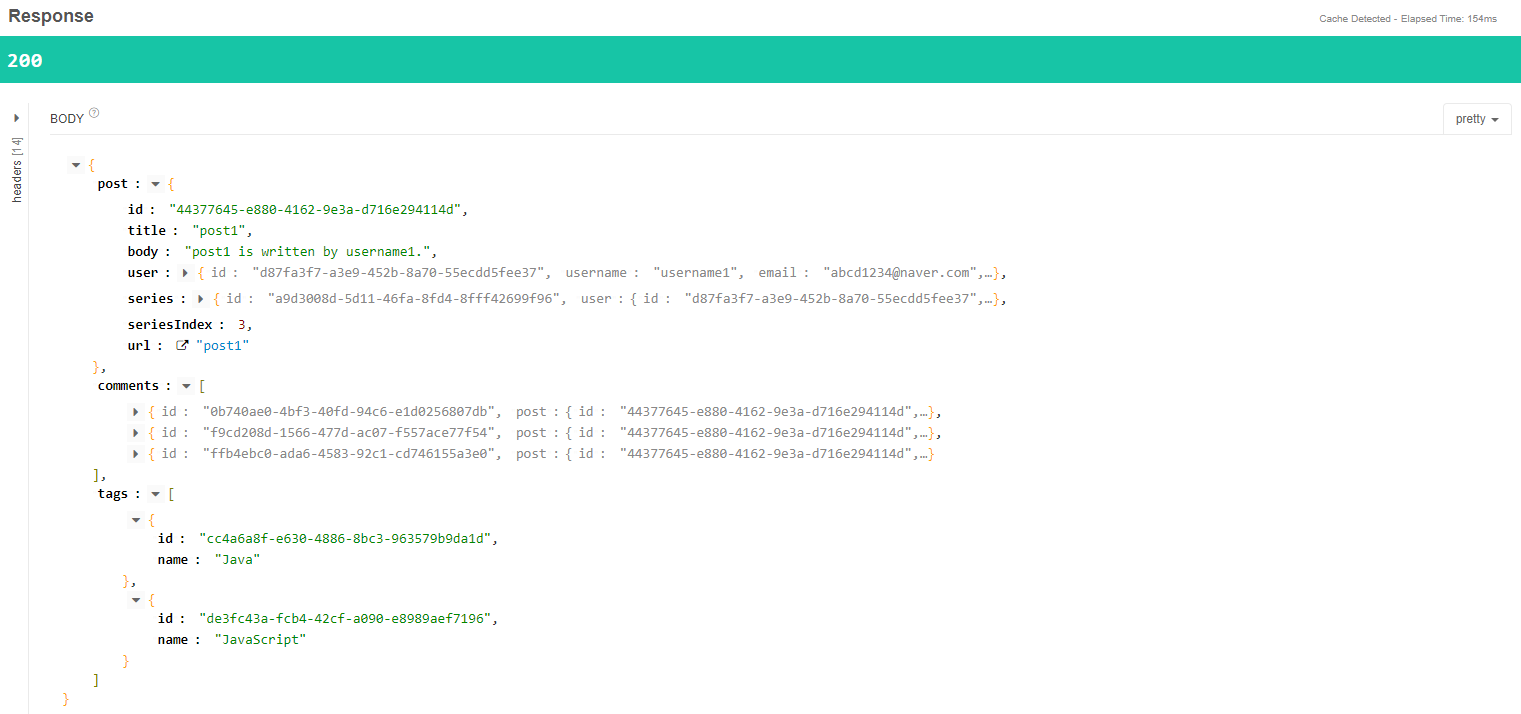 Response
Cache Detected - Elapsed Time: 154ms
200
headers [14]
BODY ?
pretty
{
post : {
id : "44377645-e880-4162-9e3a-d716e294114d",
title : "post1",
body : "post1 is written by username1.",
user : { id : "d87fa3f7-a3e9-452b-8a70-55ecdd5fee37", username : "username1", email : "abcd1234@naver.com",…},
series : { id : "a9d3008d-5d11-46fa-8fd4-8fff42699f96", user : { id : "d87fa3f7-a3e9-452b-8a70-55ecdd5fee37",…},
seriesIndex : 3,
url : "post1"
},
comments : [
{ id : "0b740ae0-4bf3-40fd-94c6-e1d0256807db", post : { id : "44377645-e880-4162-9e3a-d716e294114d",…},
{ id : "f9cd208d-1566-477d-ac07-f557ace77f54", post : { id : "44377645-e880-4162-9e3a-d716e294114d",…},
{ id : "ffb4ebc0-ada6-4583-92c1-cd746155a3e0", post : { id : "44377645-e880-4162-9e3a-d716e294114d",…}
],
tags : [
{
id : "cc4a6a8f-e630-4886-8bc3-963579b9da1d",
name : "Java"
},
{
id : "de3fc43a-fcb4-42cf-a090-e8989aef7196",
name : "JavaScript"
}
]
}